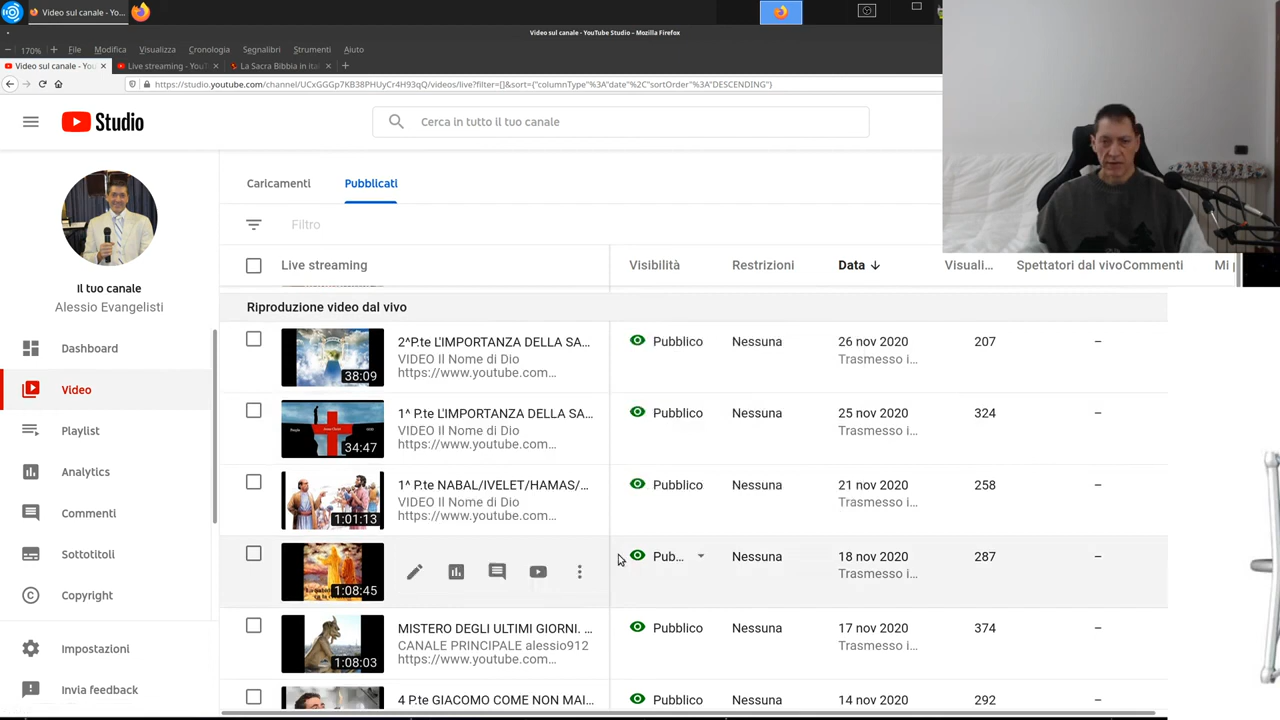 Video sul canale - Yo...
Video sul canale – YouTube Studio – Mozilla Firefox
170%
File Modifica Visualizza Cronologia Segnalibri Strumenti Aiuto
Video sul canale - YouTu
Live streaming - YouTub
La Sacra Bibbia in ital
https://studio.youtube.com/channel/UCxGGGp7KB38PHUyCr4H93qQ/videos/live?filter=[]&sort={"columnType"%3A"date"%2C"sortOrder"%3A"DESCENDING"}
Studio
Cerca in tutto il tuo canale
Il tuo canale
Alessio Evangelisti
Dashboard
Video
Playlist
Analytics
Commenti
Sottotitoli
Copyright
Impostazioni
Invia feedback
Caricamenti Pubblicati
Filtro
Live streaming Visibilità Restrizioni Data Visuali... Spettatori dal vivo Commenti Mi p
Riproduzione video dal vivo
38:09
2^P.te L'IMPORTANZA DELLA SA...
VIDEO Il Nome di Dio
https://www.youtube.com...
Pubblico Nessuna 26 nov 2020 207 –
Trasmesso i...
34:47
1^ P.te L'IMPORTANZA DELLA SA...
VIDEO Il Nome di Dio
https://www.youtube.com...
Pubblico Nessuna 25 nov 2020 324 –
Trasmesso i...
1:01:13
1^ P.te NABAL/IVELET/HAMAS/...
VIDEO Il Nome di Dio
https://www.youtube.com...
Pubblico Nessuna 21 nov 2020 258 –
Trasmesso i...
1:08:45
Pub... Nessuna 18 nov 2020 287 –
Trasmesso i...
1:08:03
MISTERO DEGLI ULTIMI GIORNI. ...
CANALE PRINCIPALE alessio912
https://www.youtube.com...
Pubblico Nessuna 17 nov 2020 374 –
Trasmesso i...
4 P.te GIACOMO COME NON MAI...
Pubblico Nessuna 14 nov 2020 292 –